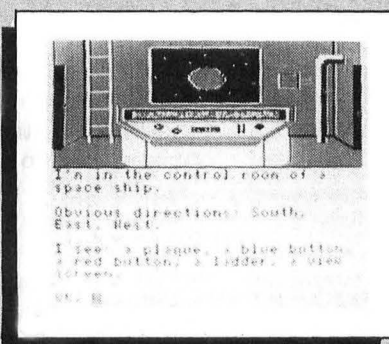 I'm in the control room of a
space ship.
Obvious directions: South,
East, West.
I see: a plaque, a blue button,
a red button, a ladder, a view
screen.